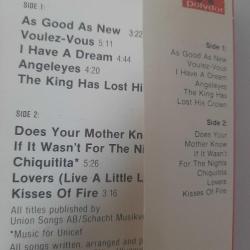 SIDE 1:
As Good As New 3:22
Voulez-Vous 5:11
I Have A Dream 4:44
Angeleyes 4:20
The King Has Lost Hi
SIDE 2:
Does Your Mother Know
If It Wasn't For The Ni
Chiquitita* 5:26
Lovers (Live A Little L
Kisses Of Fire 3:16
All titles published by
Union Songs AB/Schacht Musikv
*Music for Unicef
All songs written, arranged and p
Polydor
Side 1:
As Good As New
Voulez-Vous
I Have A Dream
Angeleyes
The King Has
Lost His Crown
Side 2:
Does Your
Mother Know
If It Wasn't
For The Nights
Chiquitita
Lovers
Kisses Of Fire